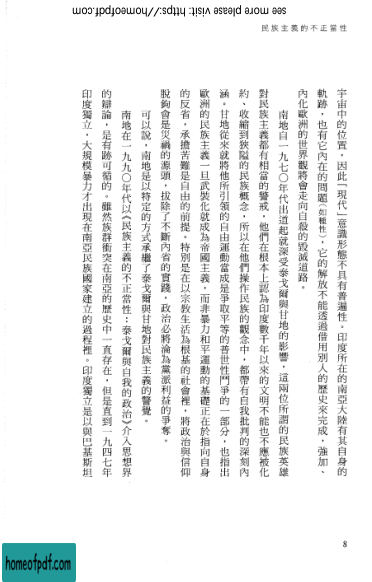 see more please visit: https://homeofpdf.com
民族主義的不正當性
宇宙中的位置，因此「現代」意識形態不具有普遍性。印度所在的南亞大陸有其自身的
軌跡，也有它內在的問題（如種性），它的解放不能透過借用別人的歷史來完成，強加、
內化歐洲的世界觀將會走向自殺的毀滅道路。
南地自一九七〇年代出道起就深受泰戈爾與甘地的影響，這兩位所謂的民族英雄
對民族主義都有相當的警戒，他們在根本上認為印度數千年以來的文明不能也不應被化
約、收縮到狹隘的民族概念，所以在他們操作民族的觀念中，都帶有自我批判的深刻內
涵。甘地從來就將他所引領的自由運動當成是爭取平等的普世性鬥爭的一部分，也指出
歐洲的民族主義一旦武裝化就成為帝國主義，而非暴力和平運動的基礎正在於指向自身
的反省，承擔苦難是自由的前提。特別是在以宗教生活為根基的社會裡，將政治與信仰
脫鉤會是災禍的源頭，拔除了不斷內省的實踐，政治必將淪為黨派利益的爭奪。
可以說，南地是以特定的方式承繼了泰戈爾與甘地對民族主義的警覺。
南地在一九九〇年代以《民族主義的不正當性：泰戈爾與自我的政治》介入思想界
的辯論，是有跡可循的。雖然族群衝突在南亞的歷史中一直存在，但是直到一九四七年
印度獨立，大規模暴力才出現在南亞民族國家建立的過程裡。印度獨立是以與巴基斯坦
8
homeofpdf.com
homeofpdf.com